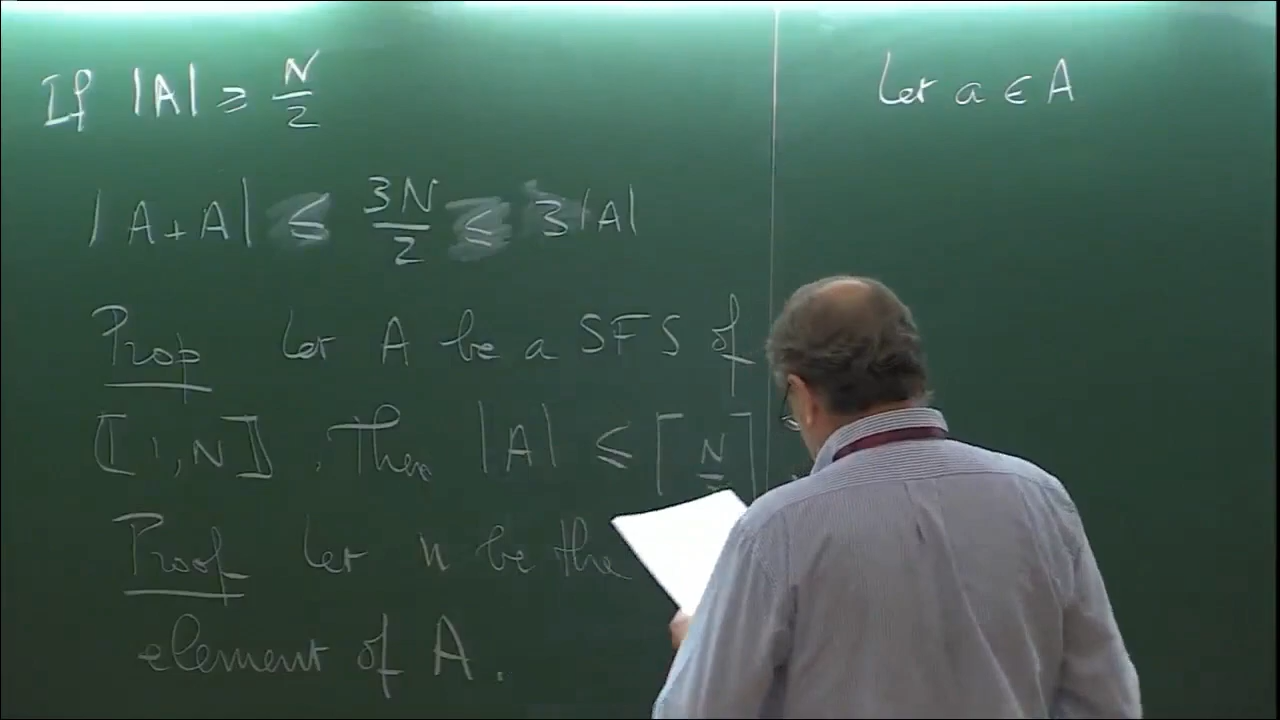 If |A| ≥ N/2
|A+A| ≤ 3N/2 ≤ 3|A|
Prop Let A be a SFS of
⟦1,N⟧. Then |A| ≤ ⌈N/2⌉
Proof Let n be the
element of A.
Let a ∈ A